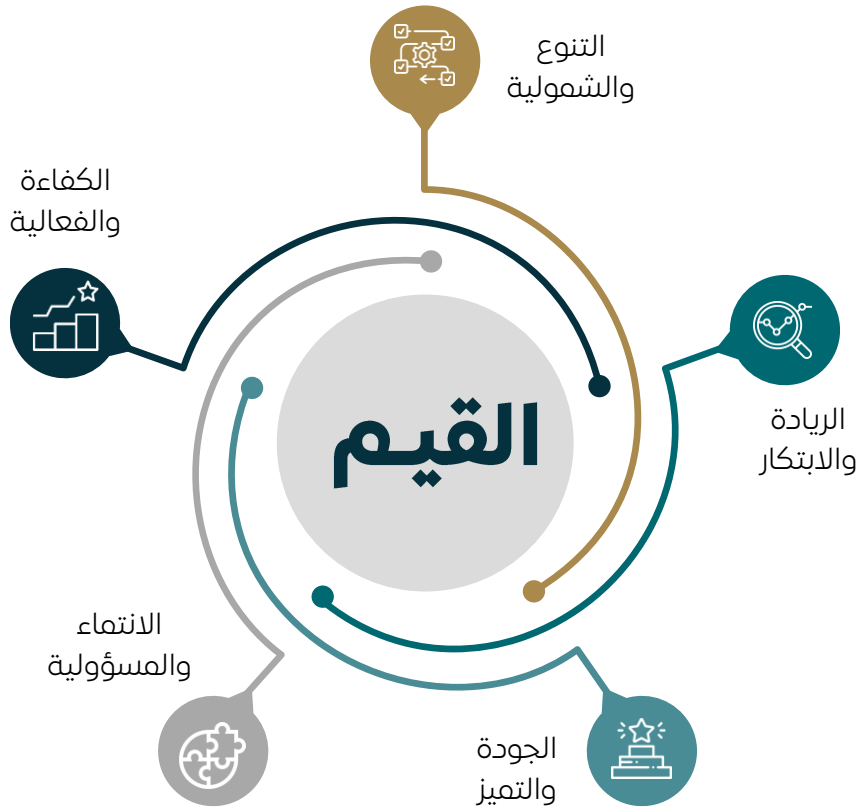 التنوع
والشمولية
الكفاءة
والفعالية
القيم
الريادة
والابتكار
الانتماء
والمسؤولية
الجودة
والتميز